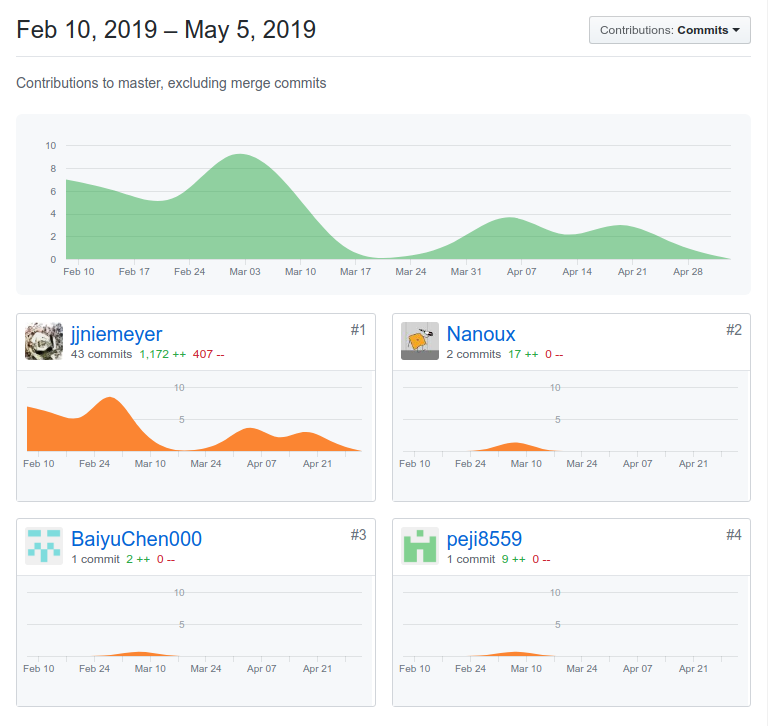 Feb 10, 2019 – May 5, 2019
Contributions: Commits
Contributions to master, excluding merge commits
10
8
6
4
2
0
Feb 10 Feb 17 Feb 24 Mar 03 Mar 10 Mar 17 Mar 24 Mar 31 Apr 07 Apr 14 Apr 21 Apr 28
jjniemeyer #1
43 commits 1,172 ++ 407 --
10
5
Feb 10 Feb 24 Mar 10 Mar 24 Apr 07 Apr 21
Nanoux #2
2 commits 17 ++ 0 --
10
5
Feb 10 Feb 24 Mar 10 Mar 24 Apr 07 Apr 21
BaiyuChen000 #3
1 commit 2 ++ 0 --
10
5
Feb 10 Feb 24 Mar 10 Mar 24 Apr 07 Apr 21
peji8559 #4
1 commit 9 ++ 0 --
10
5
Feb 10 Feb 24 Mar 10 Mar 24 Apr 07 Apr 21